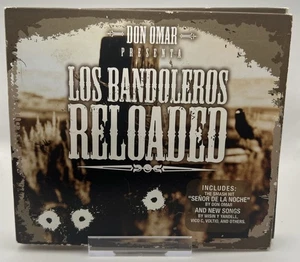 DON OMAR
PRESENTA
LOS BANDOLEROS
RELOADED
INCLUDES:
THE SMASH HIT
"SEÑOR DE LA NOCHE"
BY DON OMAR
AND NEW SONGS
BY WISIN Y YANDEL,
VICO C, VOLTIO, AND OTHERS.